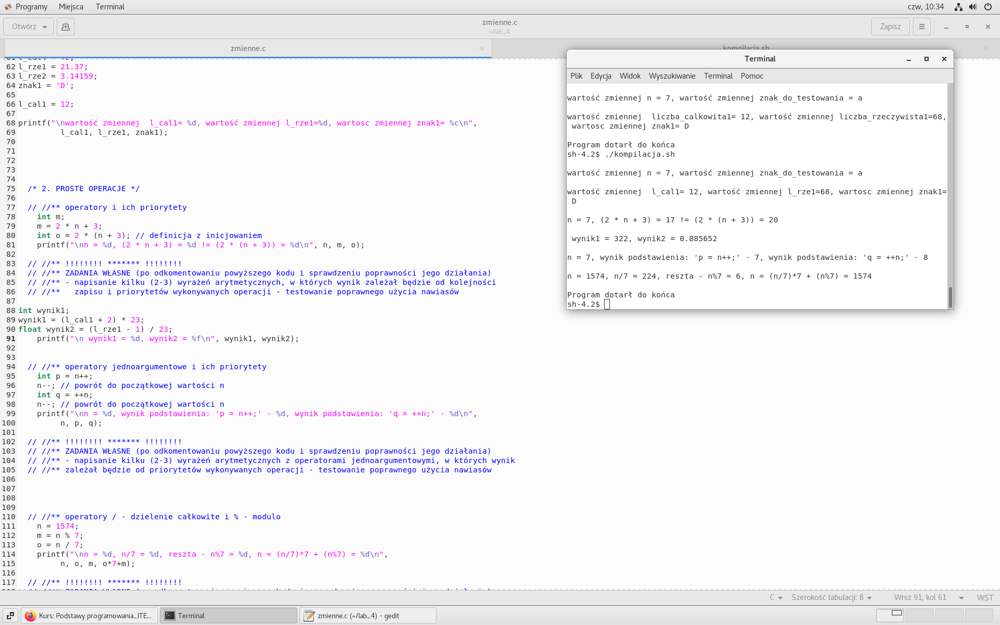 Programy Miejsca Terminal czw, 10:34
Otwórz zmienne.c Zapisz
~/lab_4
zmienne.c kompilacja.sh
62 l_rze1 = 21.37;
63 l_rze2 = 3.14159;
64 znak1 = 'D';
65
66 l_cal1 = 12;
67
68 printf("\nwartość zmiennej  l_cal1= %d, wartość zmiennej l_rze1=%d, wartosc zmiennej znak1= %c\n",
69 l_cal1, l_rze1, znak1);
70
71
72
73
74
75 /* 2. PROSTE OPERACJE */
76
77 // //** operatory i ich priorytety
78 int m;
79 m = 2 * n + 3;
80 int o = 2 * (n + 3); // definicja z inicjowaniem
81 printf("\nn = %d, (2 * n + 3) = %d != (2 * (n + 3)) = %d\n", n, m, o);
82
83 // //** !!!!!!!! ******* !!!!!!!!
84 // //** ZADANIA WŁASNE (po odkomentowaniu powyższego kodu i sprawdzeniu poprawności jego działania)
85 // //** - napisanie kilku (2-3) wyrażeń arytmetycznych, w których wynik zależał będzie od kolejności
86 // //**   zapisu i priorytetów wykonywanych operacji - testowanie poprawnego użycia nawiasów
87
88 int wynik1;
89 wynik1 = (l_cal1 + 2) * 23;
90 float wynik2 = (l_rze1 - 1) / 23;
91 printf("\n wynik1 = %d, wynik2 = %f\n", wynik1, wynik2);
92
93
94 // //** operatory jednoargumentowe i ich priorytety
95 int p = n++;
96 n--; // powrót do początkowej wartości n
97 int q = ++n;
98 n--; // powrót do początkowej wartości n
99 printf("\nn = %d, wynik podstawienia: 'p = n++;' - %d, wynik podstawienia: 'q = ++n;' - %d\n",
100 n, p, q);
101
102 // //** !!!!!!!! ******* !!!!!!!!
103 // //** ZADANIA WŁASNE (po odkomentowaniu powyższego kodu i sprawdzeniu poprawności jego działania)
104 // //** - napisanie kilku (2-3) wyrażeń arytmetycznych z operatorami jednoargumentowymi, w których wynik
105 // //** zależał będzie od priorytetów wykonywanych operacji - testowanie poprawnego użycia nawiasów
106
107
108
109
110 // //** operatory / - dzielenie całkowite i % - modulo
111 n = 1574;
112 m = n % 7;
113 o = n / 7;
114 printf("\nn = %d, n/7 = %d, reszta - n%7 = %d, n = (n/7)*7 + (n%7) = %d\n",
115 n, o, m, o*7+m);
116
117 // //** !!!!!!!! ******* !!!!!!!!
Terminal
Plik Edycja Widok Wyszukiwanie Terminal Pomoc
wartość zmiennej n = 7, wartość zmiennej znak_do_testowania = a
wartość zmiennej  liczba_calkowita1= 12, wartość zmiennej liczba_rzeczywista1=68,
wartosc zmiennej znak1= D
Program dotarł do końca
sh-4.2$ ./kompilacja.sh
wartość zmiennej n = 7, wartość zmiennej znak_do_testowania = a
wartość zmiennej  l_cal1= 12, wartość zmiennej l_rze1=68, wartosc zmiennej znak1=
D
n = 7, (2 * n + 3) = 17 != (2 * (n + 3)) = 20
wynik1 = 322, wynik2 = 0.885652
n = 7, wynik podstawienia: 'p = n++;' - 7, wynik podstawienia: 'q = ++n;' - 8
n = 1574, n/7 = 224, reszta - n%7 = 6, n = (n/7)*7 + (n%7) = 1574
Program dotarł do końca
sh-4.2$
C Szerokość tabulacji: 8 Wrsz 91, kol 61 WST
Kurs: Podstawy programowania_ITE... Terminal zmienne.c (~/lab_4) - gedit